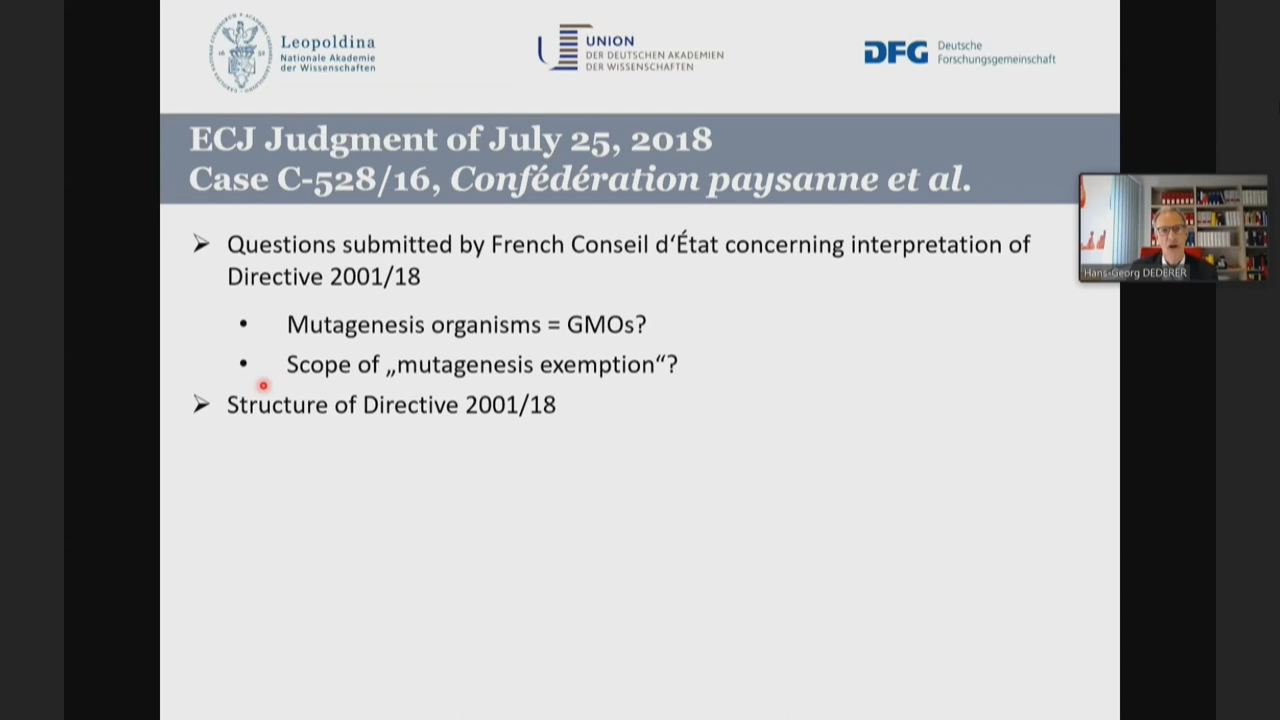 Leopoldina
Nationale Akademie
der Wissenschaften
UNION
DER DEUTSCHEN AKADEMIEN
DER WISSENSCHAFTEN
DFG Deutsche
Forschungsgemeinschaft
ECJ Judgment of July 25, 2018
Case C-528/16, Confédération paysanne et al.
➢ Questions submitted by French Conseil d‘État concerning interpretation of
Directive 2001/18
• Mutagenesis organisms = GMOs?
• Scope of „mutagenesis exemption“?
➢ Structure of Directive 2001/18
Hans-Georg DEDERER